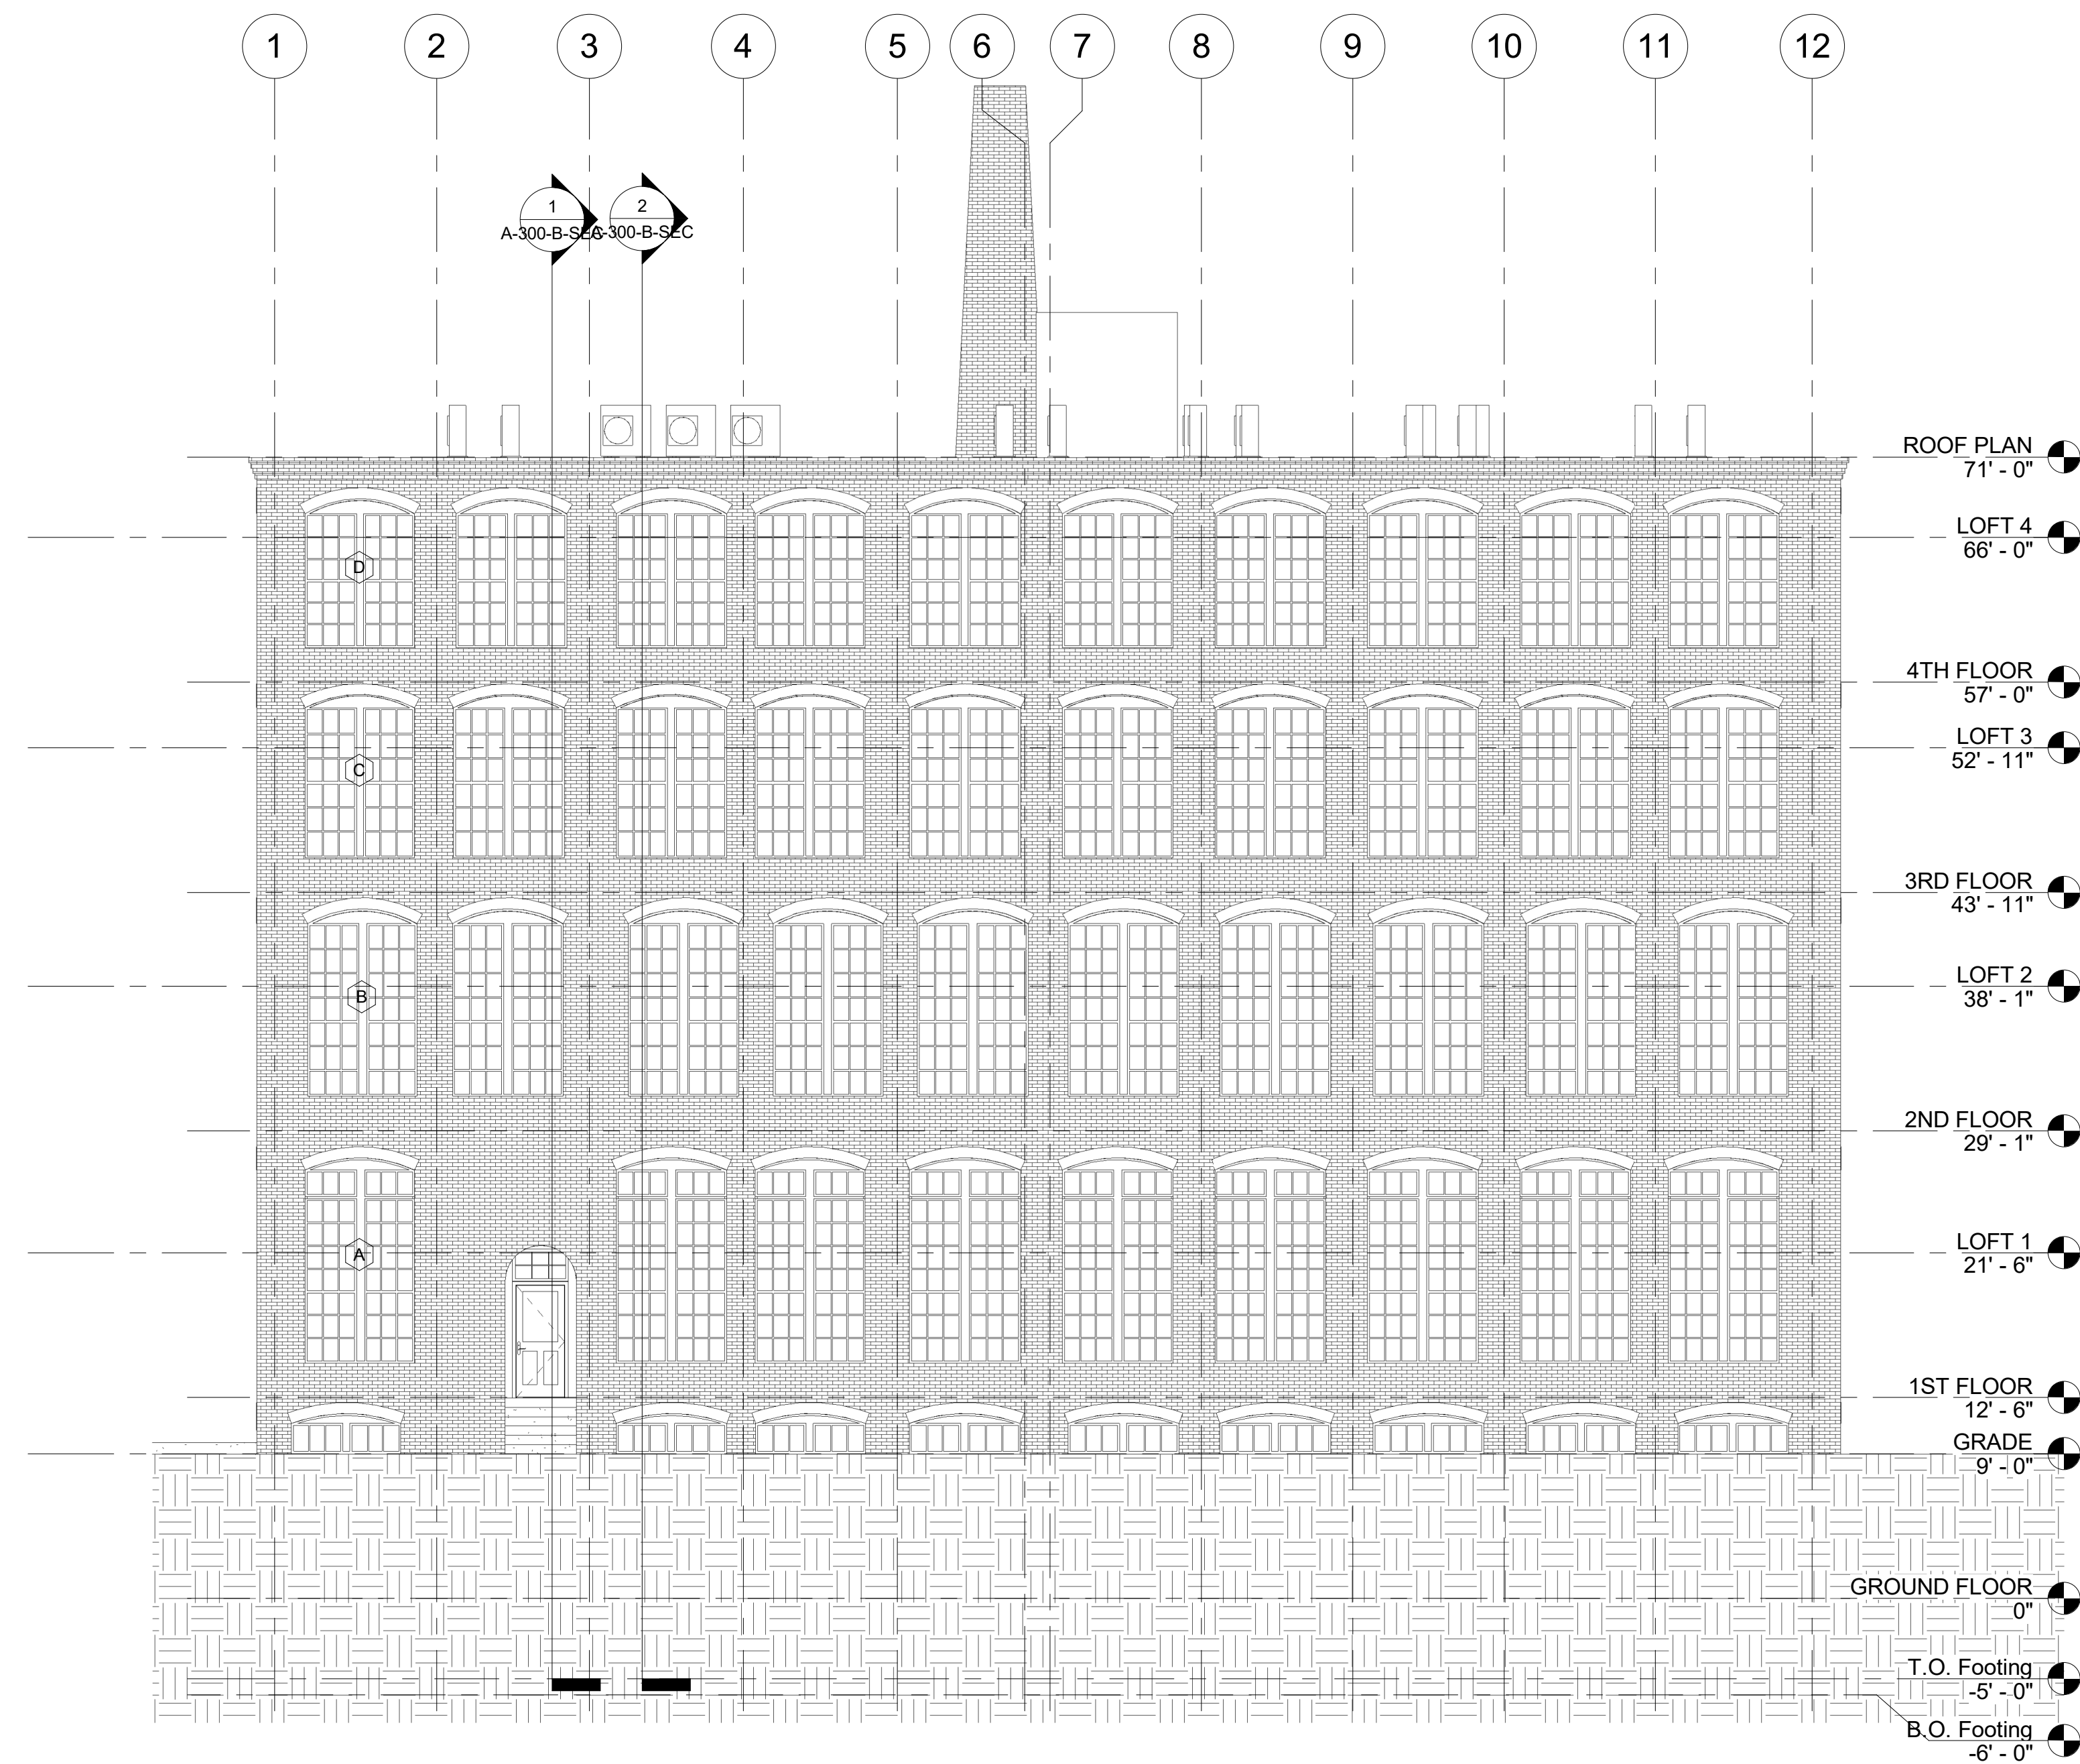 1 2 3 4 5 6 7 8 9 10 11 12
1 2
A-300-B-SEC A-300-B-SEC
ROOF PLAN
71' - 0"
LOFT 4
66' - 0"
D
4TH FLOOR
57' - 0"
LOFT 3
52' - 11"
C
3RD FLOOR
43' - 11"
LOFT 2
38' - 1"
B
2ND FLOOR
29' - 1"
LOFT 1
21' - 6"
A
1ST FLOOR
12' - 6"
GRADE
9' - 0"
GROUND FLOOR
0"
T.O. Footing
-5' - 0"
B.O. Footing
-6' - 0"